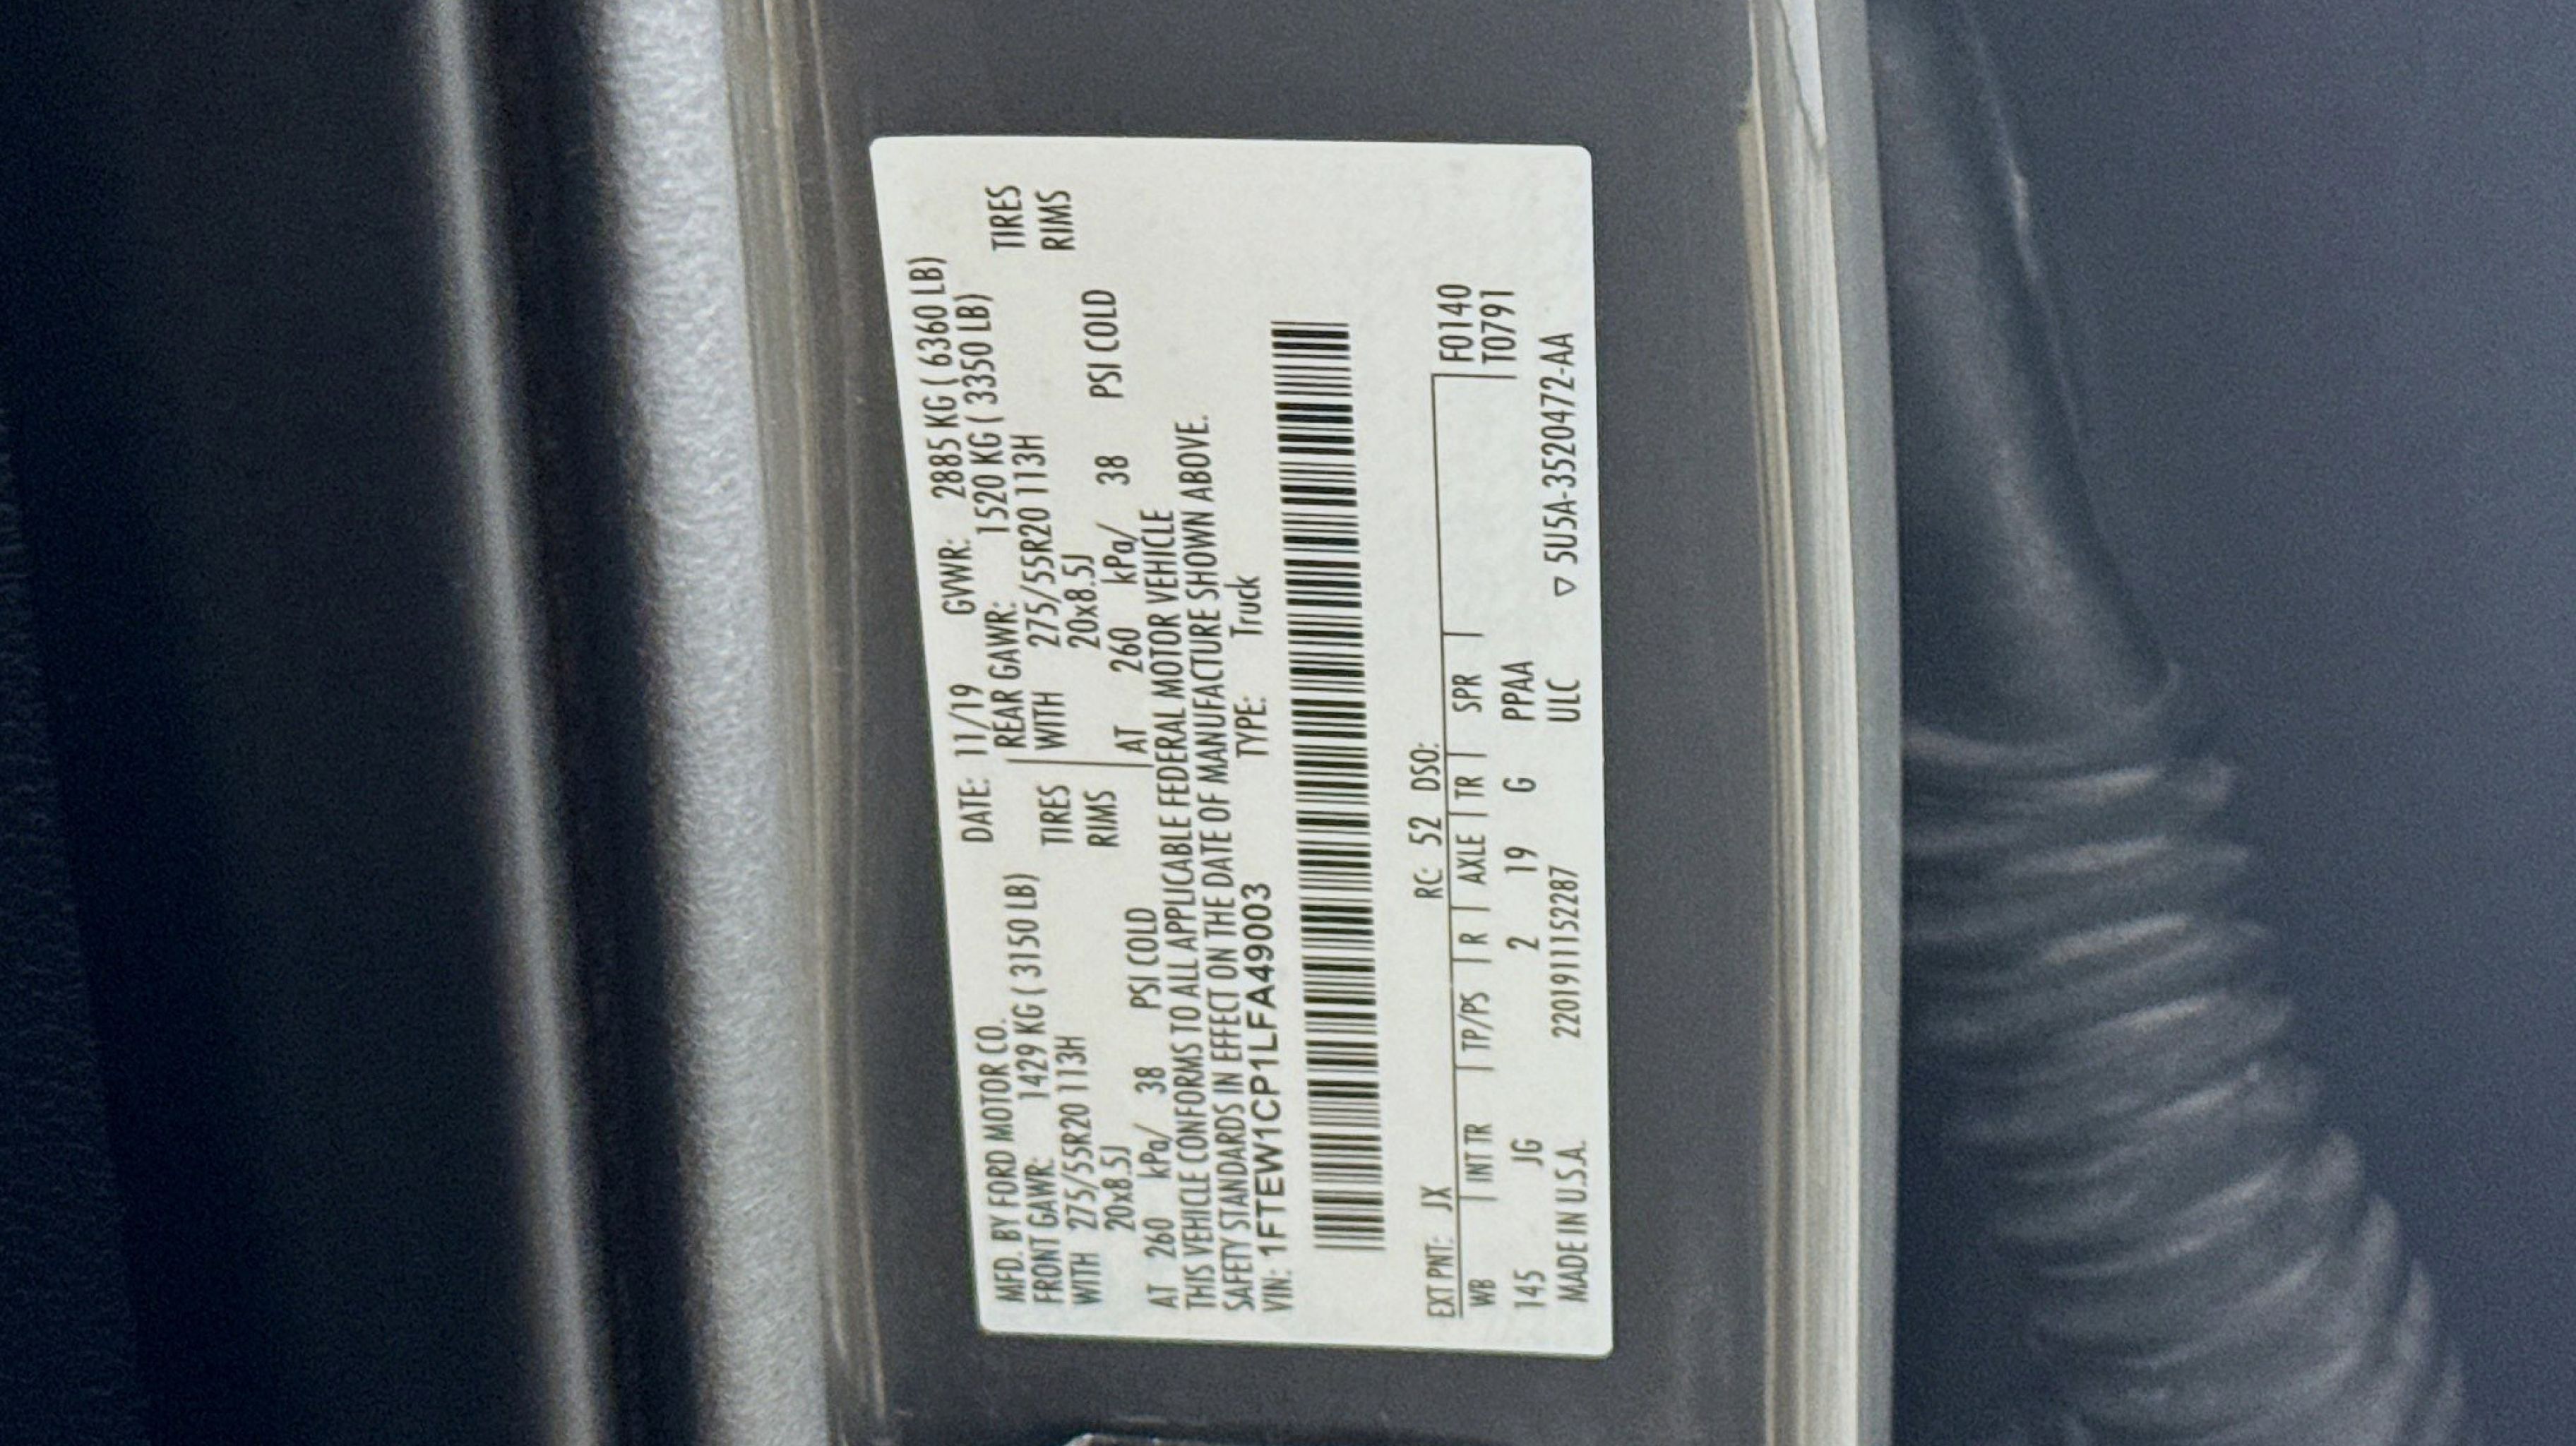 MFD. BY FORD MOTOR CO. DATE: 11/19 GVWR: 2885 KG ( 6360 LB)
FRONT GAWR: 1429 KG ( 3150 LB) REAR GAWR: 1520 KG ( 3350 LB)
WITH 275/55R20 113H TIRES WITH 275/55R20 113H TIRES
20x8.5J RIMS 20x8.5J RIMS
AT 260 kPa/ 38 PSI COLD AT 260 kPa/ 38 PSI COLD
THIS VEHICLE CONFORMS TO ALL APPLICABLE FEDERAL MOTOR VEHICLE
SAFETY STANDARDS IN EFFECT ON THE DATE OF MANUFACTURE SHOWN ABOVE.
VIN: 1FTEW1CP1LFA49003 TYPE: Truck
EXT PNT: JX RC: 52 DSO:
WB | INT TR | TP/PS | R | AXLE | TR | SPR | F0140
145 JG 2 19 G PPAA T0791
MADE IN U.S.A. 220191115​2287 ULC ▽ 5U5A-3520472-AA